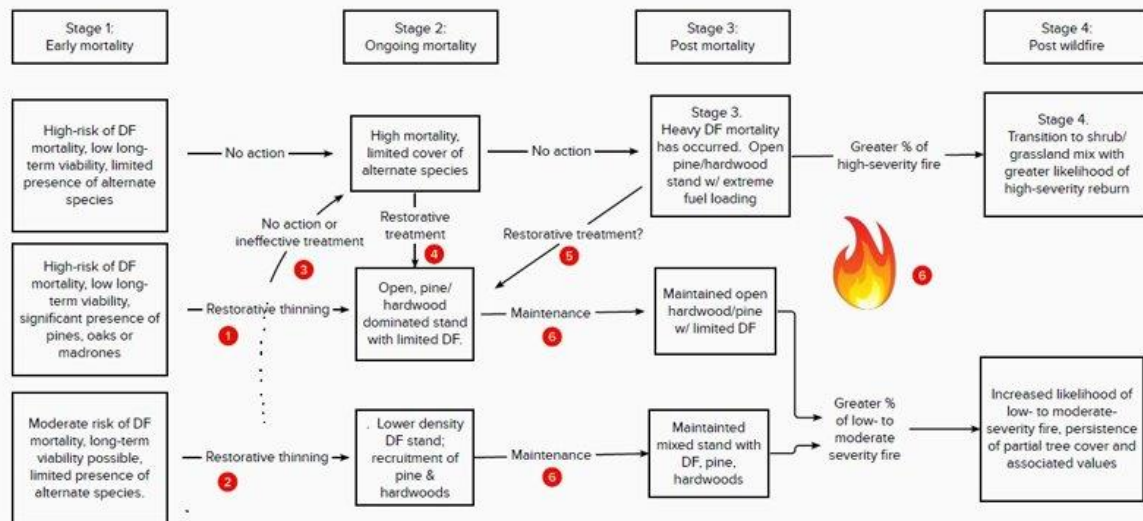 Stage 1:
Early mortality
Stage 2:
Ongoing mortality
Stage 3:
Post mortality
Stage 4:
Post wildfire
High-risk of DF
mortality, low long-
term viability, limited
presence of alternate
species
No action
High mortality,
limited cover of
alternate species
No action
Stage 3.
Heavy DF mortality
has occurred. Open
pine/hardwood
stand w/ extreme
fuel loading
Greater % of
high-severity fire
Stage 4.
Transition to shrub/
grassland mix with
greater likelihood of
high-severity reburn
No action or
ineffective treatment
3
Restorative
treatment
4
Restorative treatment?
5
6
High-risk of DF
mortality, low long-
term viability,
significant presence of
pines, oaks or
madrones
Restorative thinning
1
Open, pine/
hardwood
dominated stand
with limited DF.
Maintenance
6
Maintained open
hardwood/pine
w/ limited DF
Moderate risk of DF
mortality, long-term
viability possible,
limited presence of
alternate species.
Restorative thinning
2
. Lower density
DF stand;
recruitment of
pine & hardwoods
Maintenance
6
Maintained
mixed stand with
DF, pine,
hardwoods
Greater %
of low- to
moderate
severity fire
Increased likelihood of
low- to moderate-
severity fire, persistence
of partial tree cover and
associated values